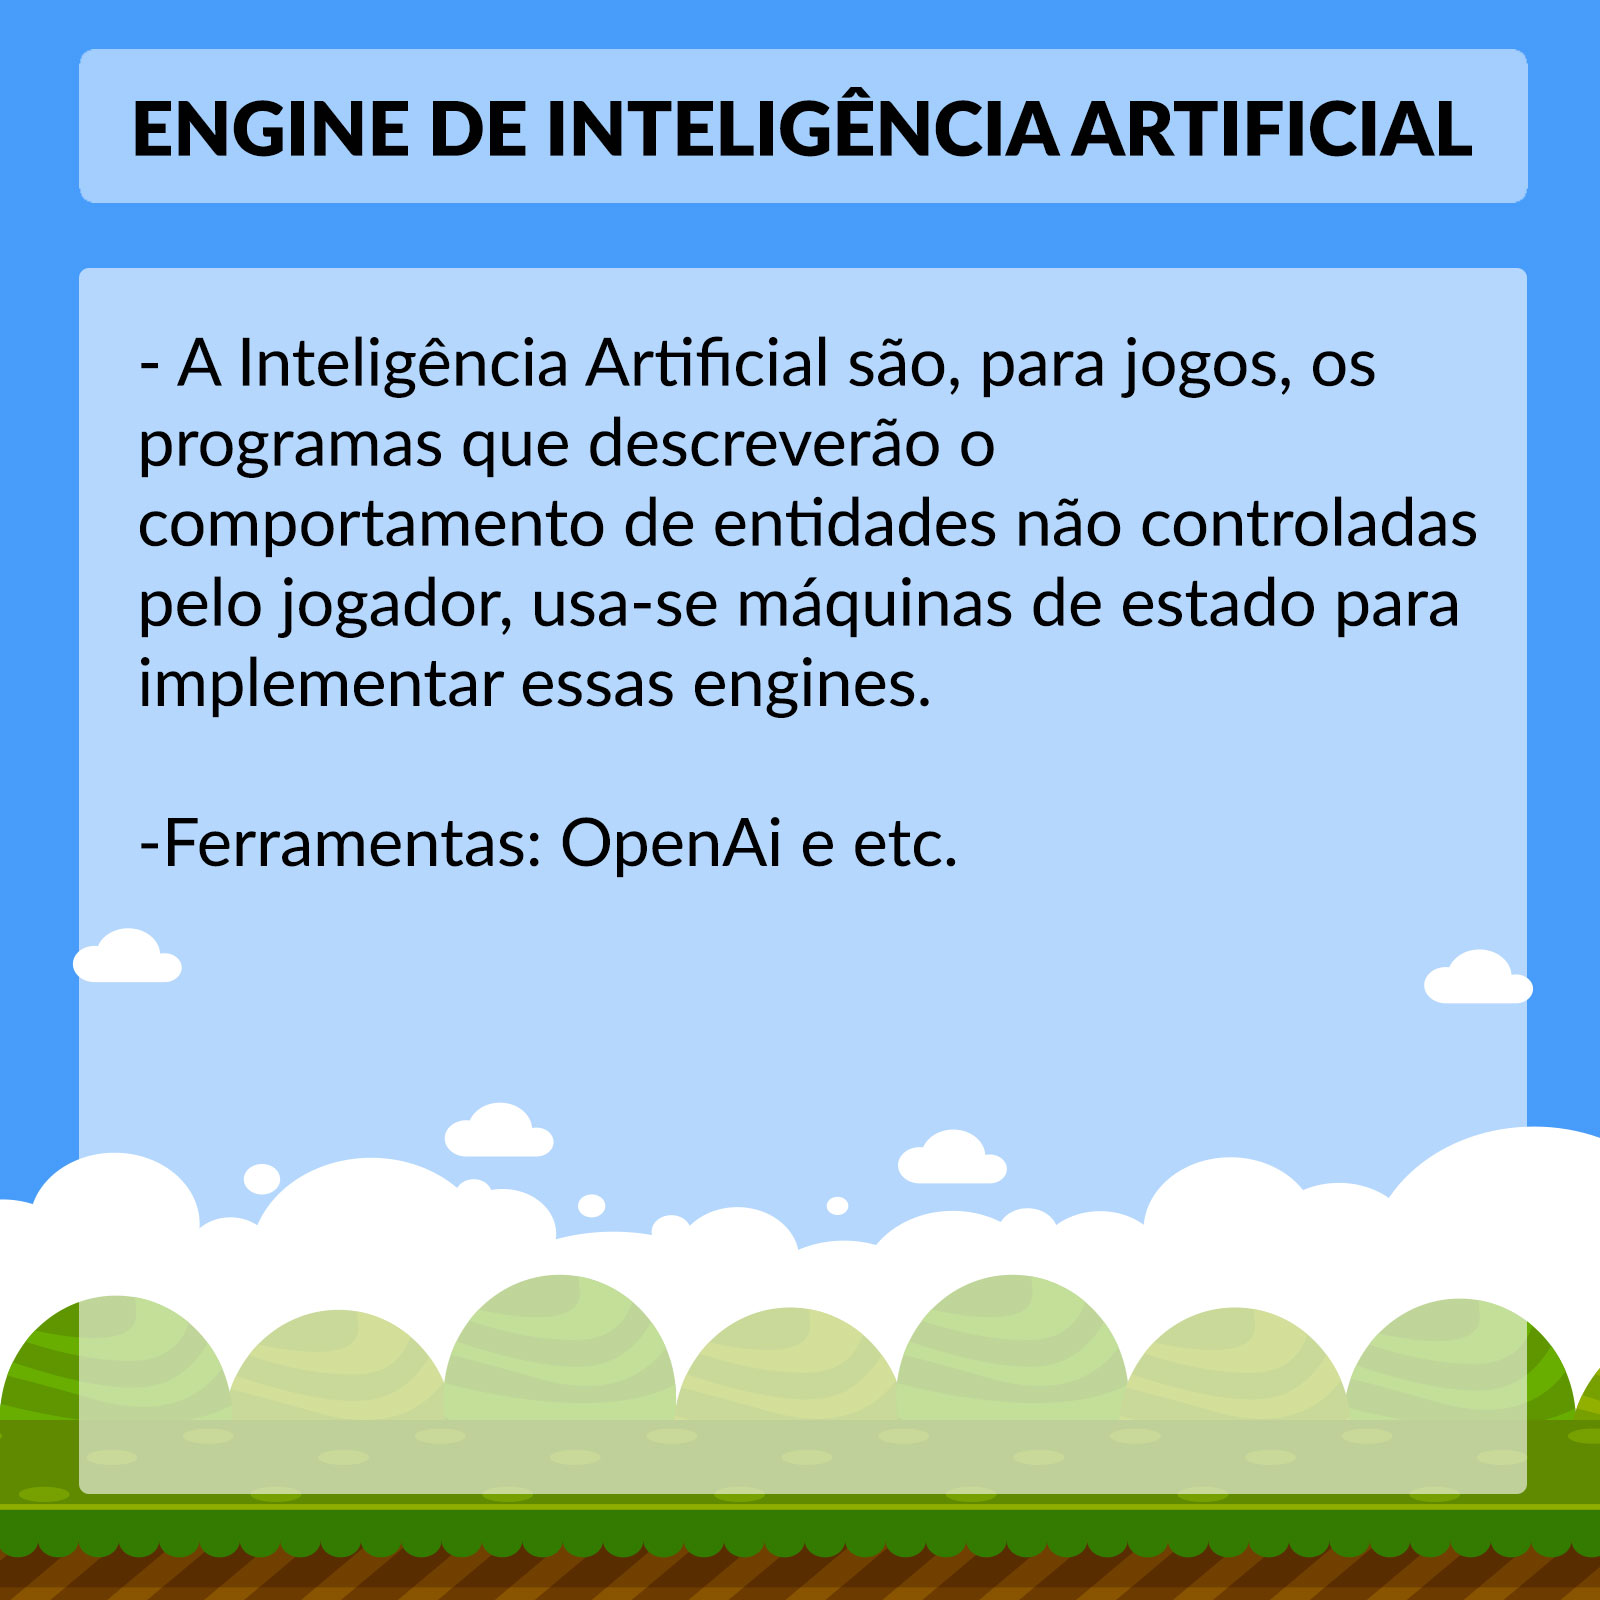 ENGINE DE INTELIGÊNCIA ARTIFICIAL
- A Inteligência Artificial são, para jogos, os
programas que descreverão o
comportamento de entidades não controladas
pelo jogador, usa-se máquinas de estado para
implementar essas engines.
-Ferramentas: OpenAi e etc.